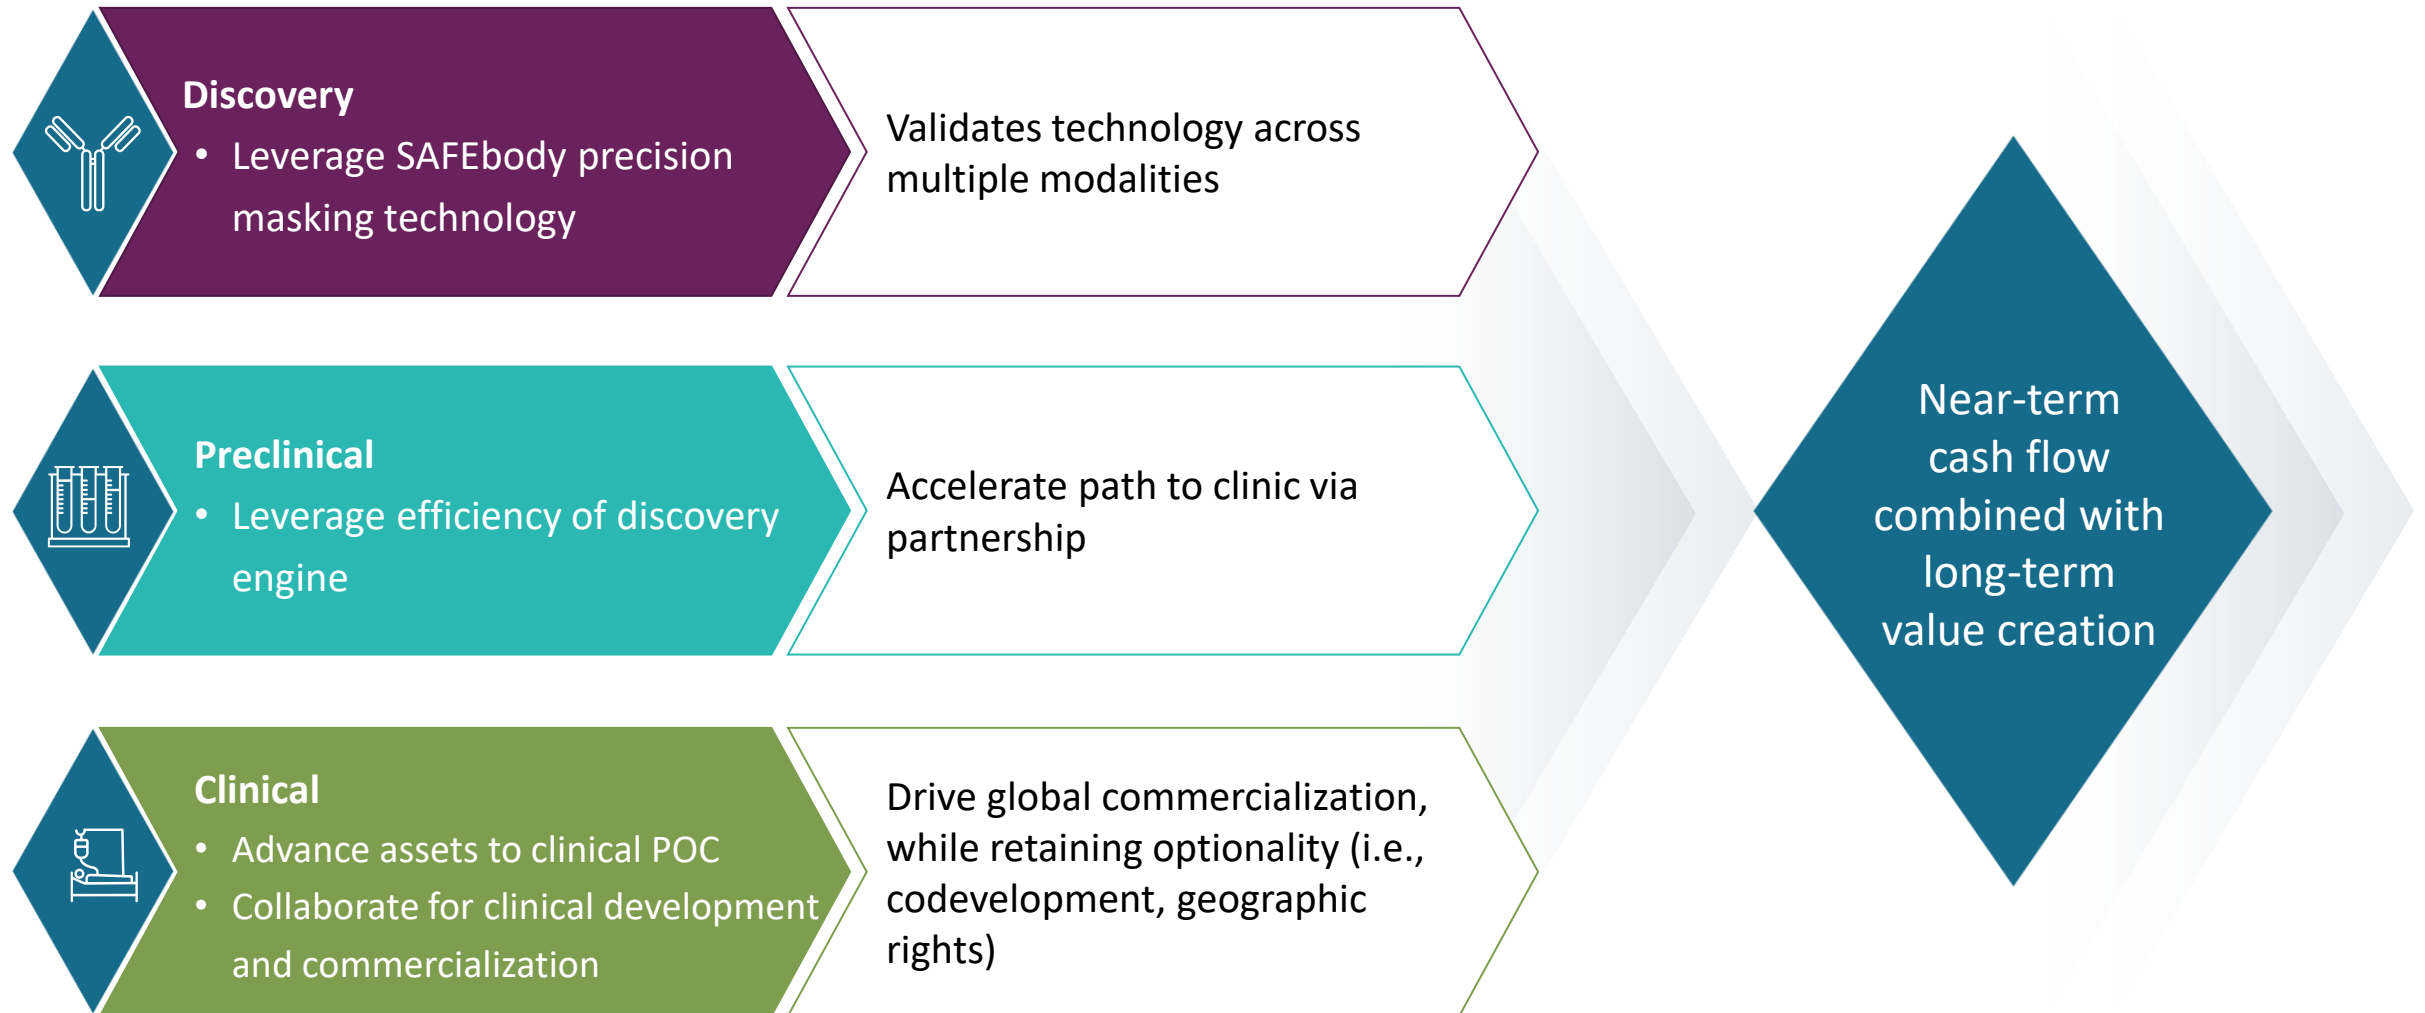 Discovery
• Leverage SAFEbody precision
masking technology
Validates technology across
multiple modalities
Preclinical
• Leverage efficiency of discovery
engine
Accelerate path to clinic via
partnership
Clinical
• Advance assets to clinical POC
• Collaborate for clinical development
and commercialization
Drive global commercialization,
while retaining optionality (i.e.,
codevelopment, geographic
rights)
Near-term
cash flow
combined with
long-term
value creation